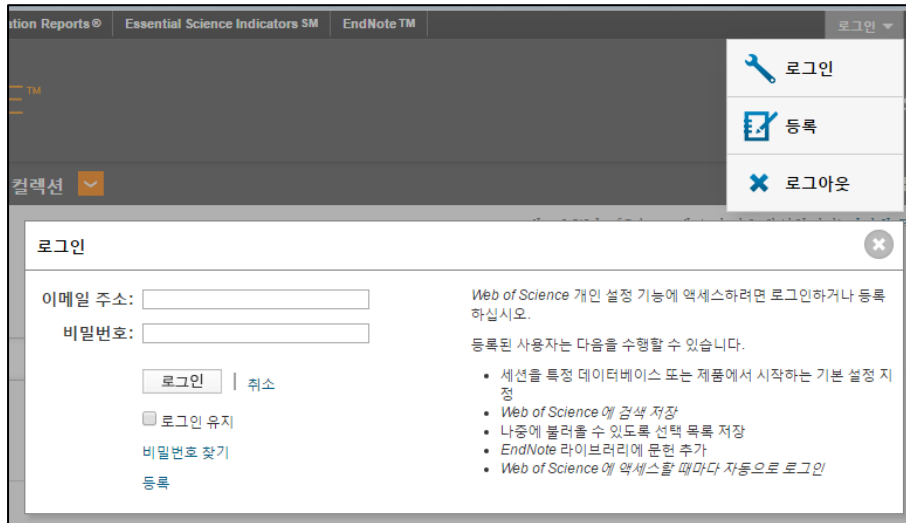 ation Reports® Essential Science Indicators SM EndNote TM 로그인
로그인
E™
등록
컬렉션
로그아웃
로그인
이메일 주소:
비밀번호:
로그인 | 취소
로그인 유지
비밀번호 찾기
등록
Web of Science 개인 설정 기능에 액세스하려면 로그인하거나 등록
하십시오.
등록된 사용자는 다음을 수행할 수 있습니다.
• 세션을 특정 데이터베이스 또는 제품에서 시작하는 기본 설정 지
정
• Web of Science에 검색 저장
• 나중에 불러올 수 있도록 선택 목록 저장
• EndNote 라이브러리에 문헌 추가
• Web of Science에 액세스할 때마다 자동으로 로그인